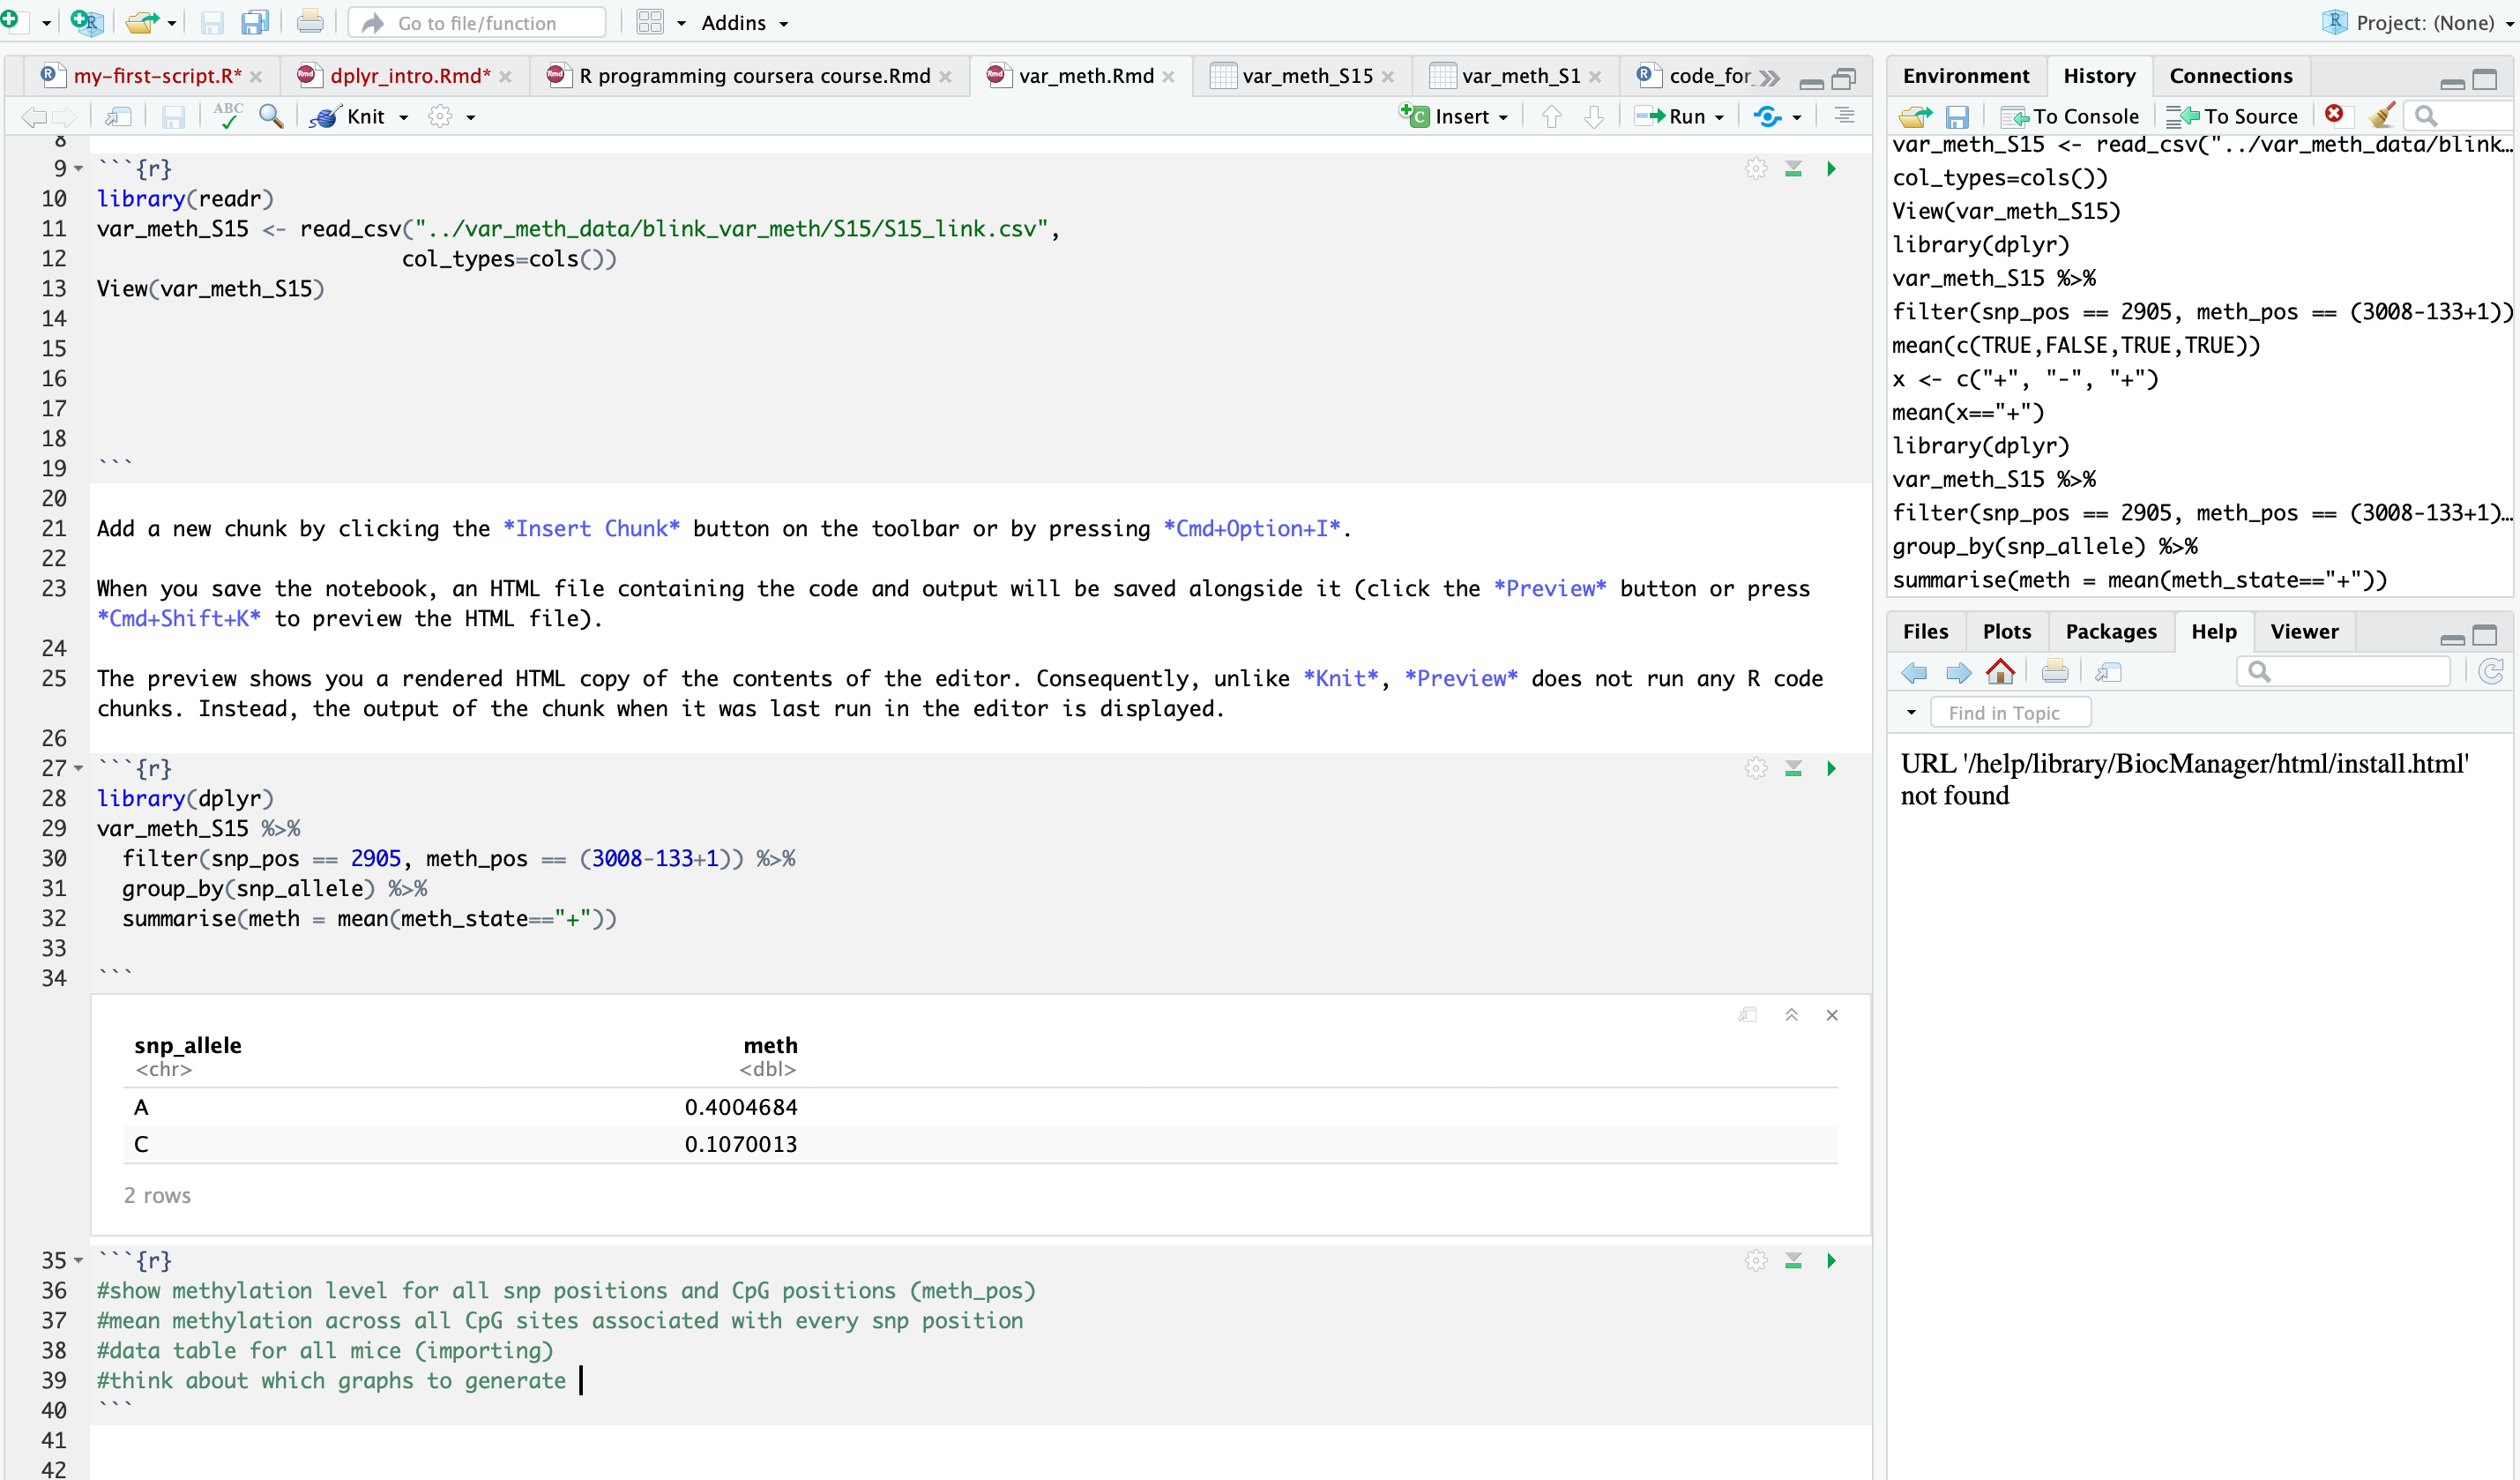 Go to file/function
Addins
Project: (None)
my-first-script.R*
dplyr_intro.Rmd*
R programming coursera course.Rmd
var_meth.Rmd
var_meth_S15
var_meth_S1
code_for
ABC
Knit
Insert
Run
8
9 ```{r}
10 library(readr)
11 var_meth_S15 <- read_csv("../var_meth_data/blink_var_meth/S15/S15_link.csv",
12 col_types=cols())
13 View(var_meth_S15)
14
15
16
17
18
19 ```
20
21 Add a new chunk by clicking the *Insert Chunk* button on the toolbar or by pressing *Cmd+Option+I*.
22
23 When you save the notebook, an HTML file containing the code and output will be saved alongside it (click the *Preview* button or press
*Cmd+Shift+K* to preview the HTML file).
24
25 The preview shows you a rendered HTML copy of the contents of the editor. Consequently, unlike *Knit*, *Preview* does not run any R code
chunks. Instead, the output of the chunk when it was last run in the editor is displayed.
26
27 ```{r}
28 library(dplyr)
29 var_meth_S15 %>%
30 filter(snp_pos == 2905, meth_pos == (3008-133+1)) %>%
31 group_by(snp_allele) %>%
32 summarise(meth = mean(meth_state=="+"))
33
34 ```
snp_allele meth
<chr> <dbl>
A 0.4004684
C 0.1070013
2 rows
35 ```{r}
36 #show methylation level for all snp positions and CpG positions (meth_pos)
37 #mean methylation across all CpG sites associated with every snp position
38 #data table for all mice (importing)
39 #think about which graphs to generate
40 ```
41
42
Environment
History
Connections
To Console
To Source
var_meth_S15 <- read_csv("../var_meth_data/blink…
col_types=cols())
View(var_meth_S15)
library(dplyr)
var_meth_S15 %>%
filter(snp_pos == 2905, meth_pos == (3008-133+1))
mean(c(TRUE,FALSE,TRUE,TRUE))
x <- c("+", "-", "+")
mean(x=="+")
library(dplyr)
var_meth_S15 %>%
filter(snp_pos == 2905, meth_pos == (3008-133+1)…
group_by(snp_allele) %>%
summarise(meth = mean(meth_state=="+"))
Files
Plots
Packages
Help
Viewer
Find in Topic
URL '/help/library/BiocManager/html/install.html'
not found